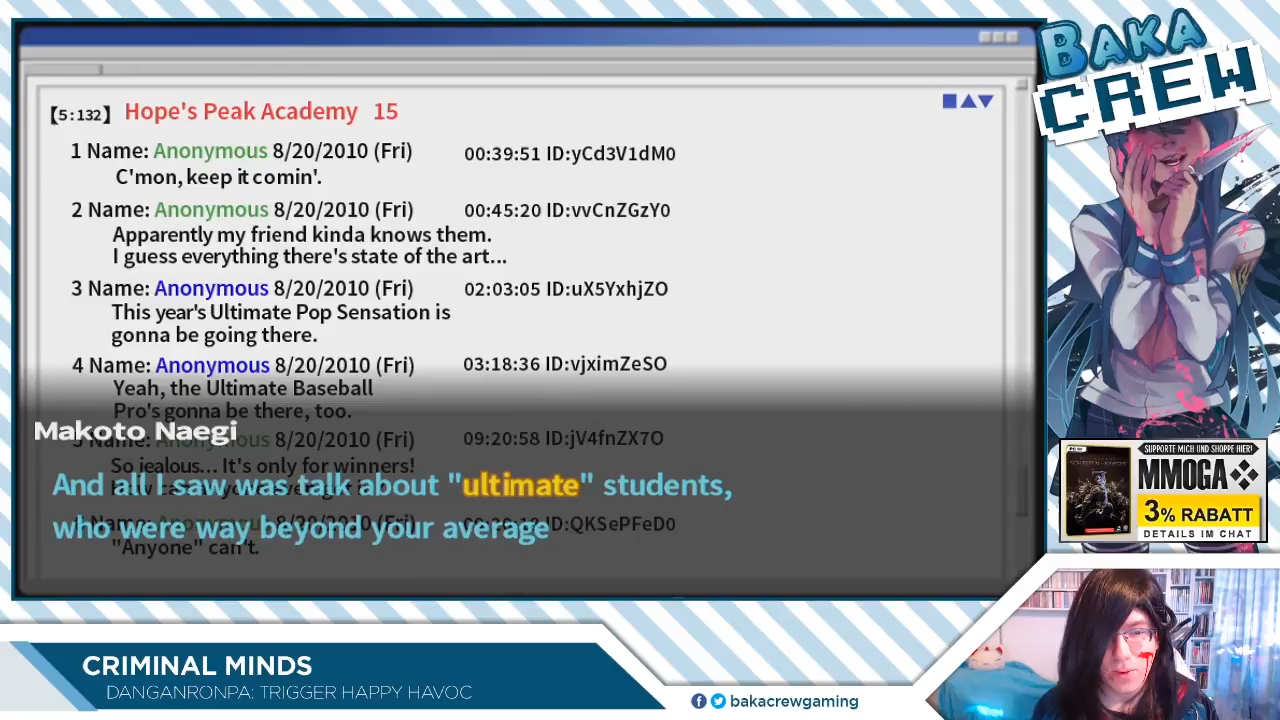 BAKA
CREW
【5:132】 Hope's Peak Academy 15
1 Name: Anonymous 8/20/2010 (Fri) 00:39:51 ID:yCd3V1dM0
C'mon, keep it comin'.
2 Name: Anonymous 8/20/2010 (Fri) 00:45:20 ID:vvCnZGzY0
Apparently my friend kinda knows them.
I guess everything there's state of the art...
3 Name: Anonymous 8/20/2010 (Fri) 02:03:05 ID:uX5YxhjZO
This year's Ultimate Pop Sensation is
gonna be going there.
4 Name: Anonymous 8/20/2010 (Fri) 03:18:36 ID:vjximZeSO
Yeah, the Ultimate Baseball
Pro's gonna be there, too.
Makoto Naegi
5 Name: Anonymous 8/20/2010 (Fri) 09:20:58 ID:jV4fnZX7O
So jealous... It's only for winners!
And all I saw was talk about "ultimate" students,
who were way beyond your average
8/20/2010 (Fri) ID:QKSePFeD0
"Anyone" can't.
SUPPORTE MICH UND SHOPPE HIER!
MMOGA
3% RABATT
DETAILS IM CHAT
CRIMINAL MINDS
DANGANRONPA: TRIGGER HAPPY HAVOC
bakacrewgaming